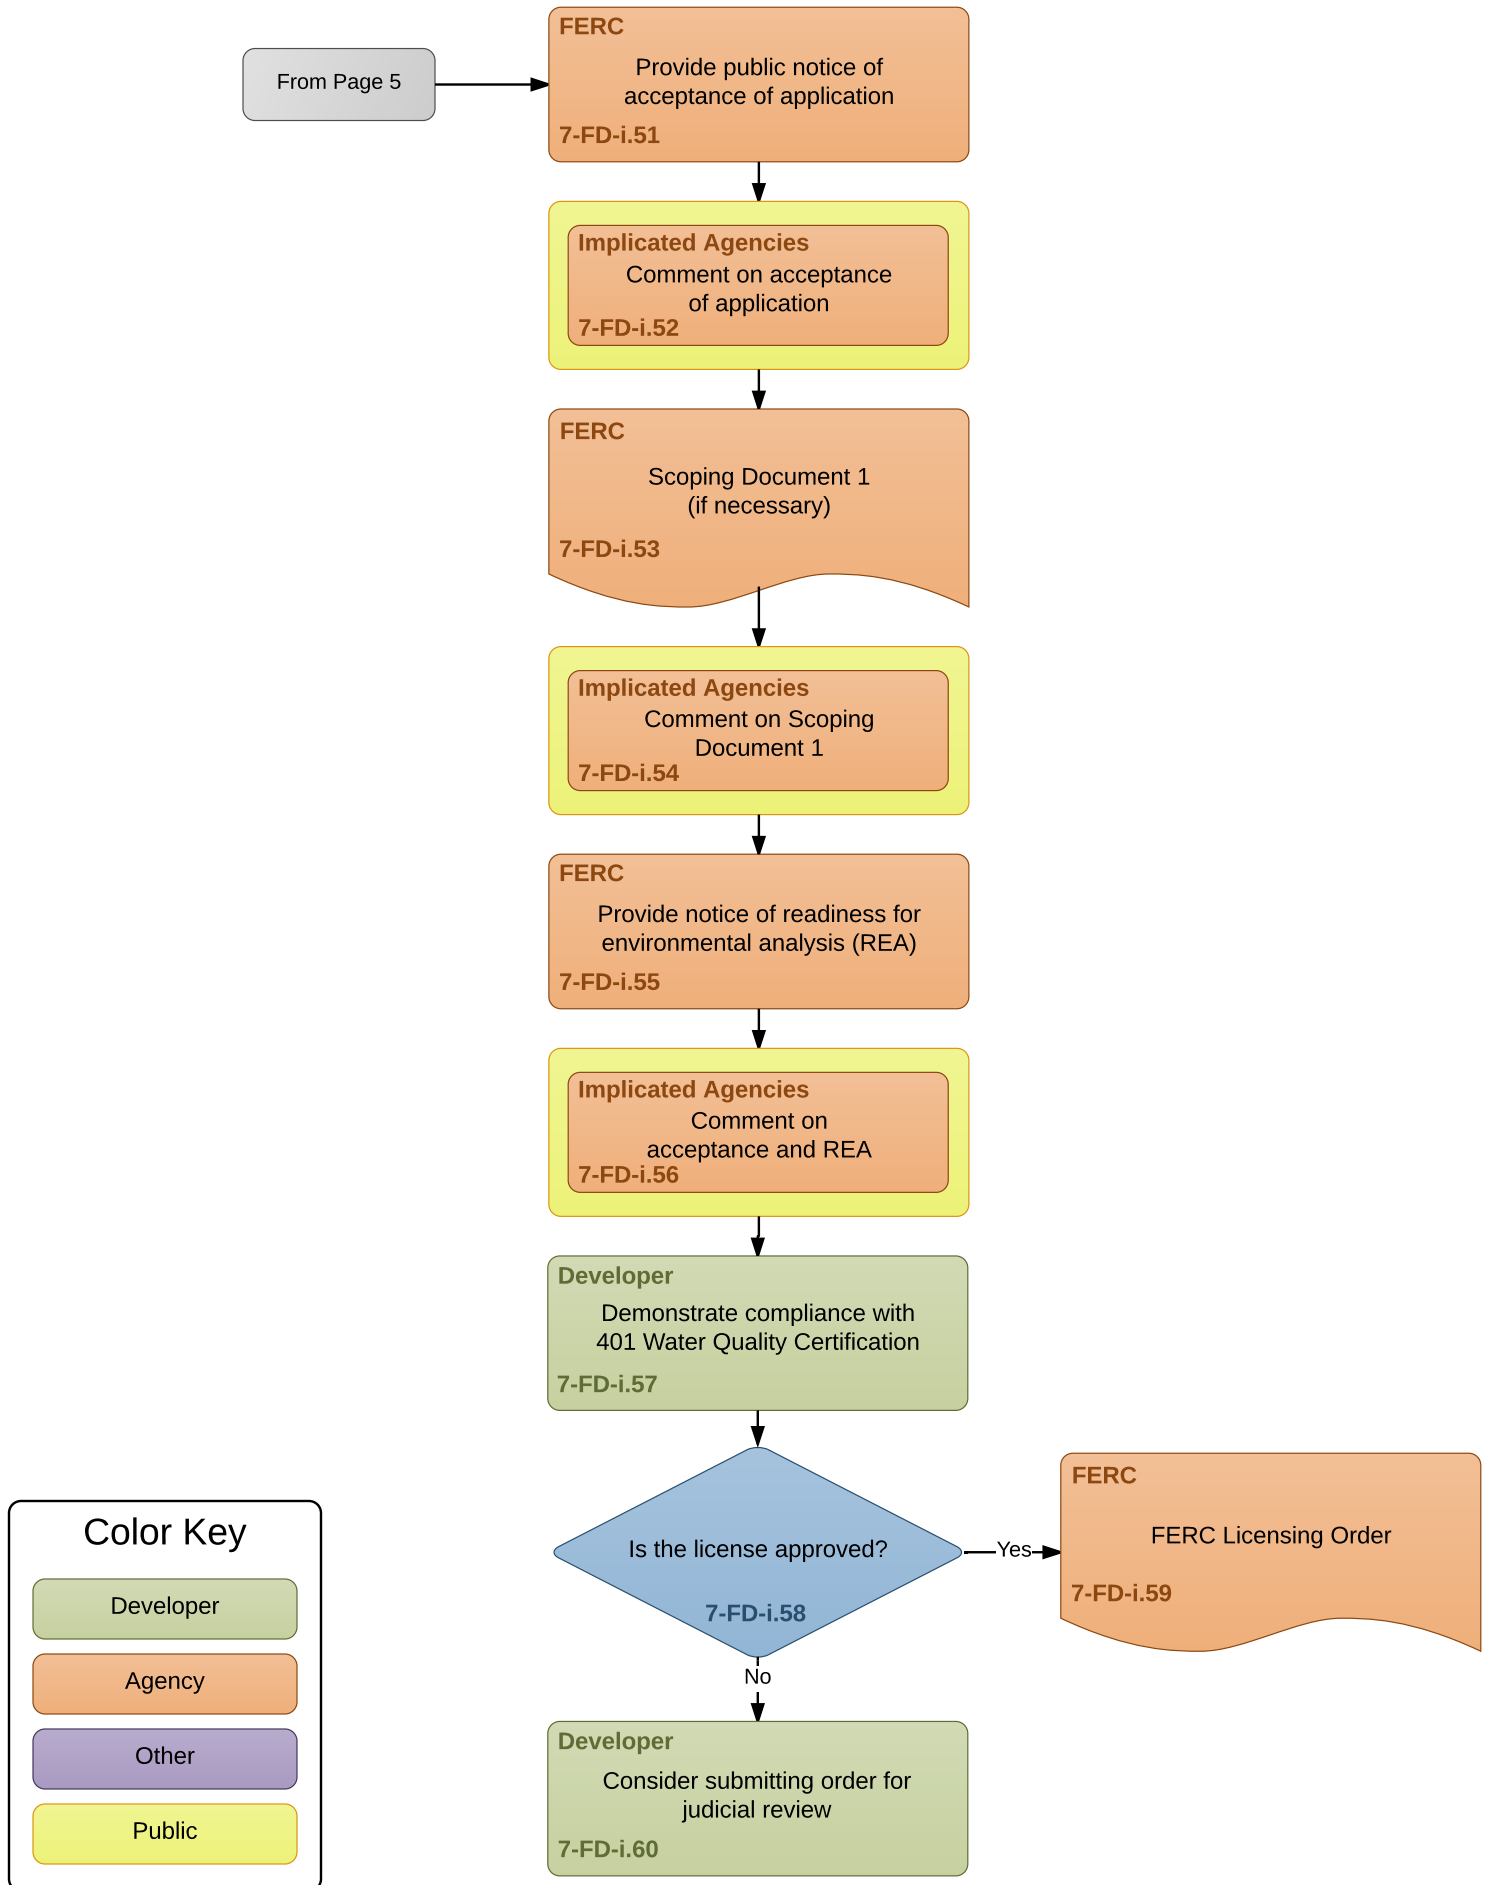 From Page 5
FERC
Provide public notice of
acceptance of application
7-FD-i.51
Implicated Agencies
Comment on acceptance
of application
7-FD-i.52
FERC
Scoping Document 1
(if necessary)
7-FD-i.53
Implicated Agencies
Comment on Scoping
Document 1
7-FD-i.54
FERC
Provide notice of readiness for
environmental analysis (REA)
7-FD-i.55
Implicated Agencies
Comment on
acceptance and REA
7-FD-i.56
Developer
Demonstrate compliance with
401 Water Quality Certification
7-FD-i.57
Is the license approved?
7-FD-i.58
Yes
FERC
FERC Licensing Order
7-FD-i.59
No
Developer
Consider submitting order for
judicial review
7-FD-i.60
Color Key
Developer
Agency
Other
Public